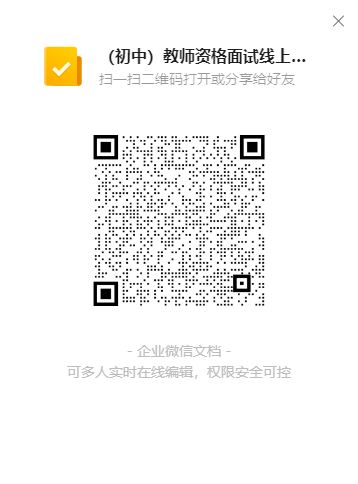 （初中）教师资格面试线上...
扫一扫二维码打开或分享给好友
- 企业微信文档 -
可多人实时在线编辑，权限安全可控